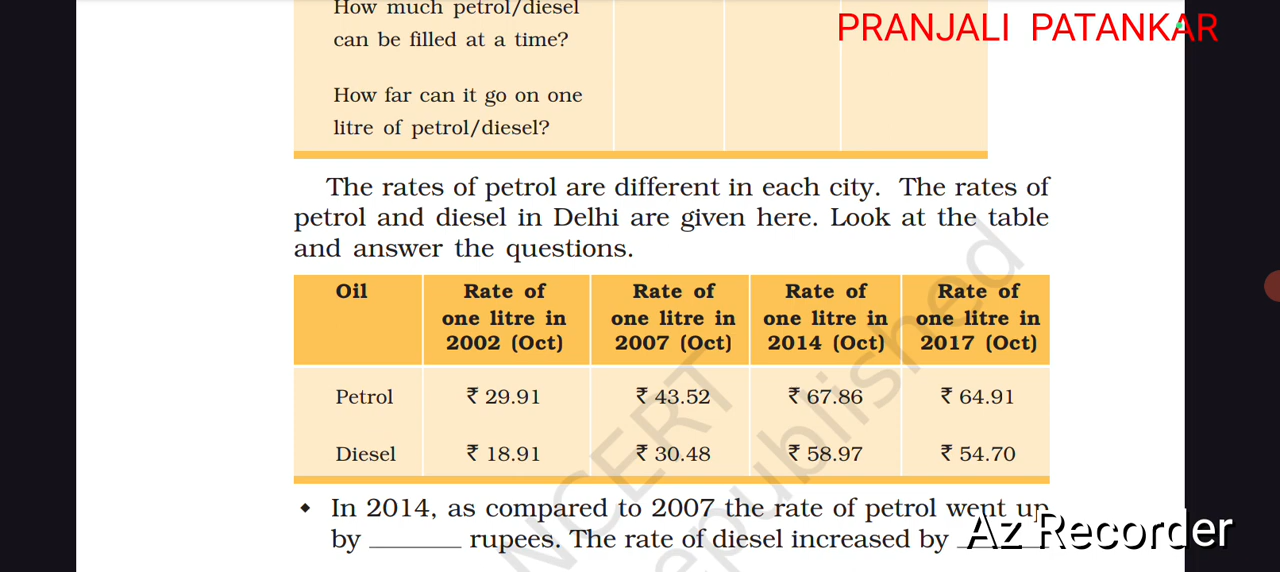 How much petrol/diesel
can be filled at a time?
PRANJALI PATANKAR
How far can it go on one
litre of petrol/diesel?
The rates of petrol are different in each city. The rates of
petrol and diesel in Delhi are given here. Look at the table
and answer the questions.
Oil Rate of one litre in 2002 (Oct) Rate of one litre in 2007 (Oct) Rate of one litre in 2014 (Oct) Rate of one litre in 2017 (Oct)
Petrol ₹ 29.91 ₹ 43.52 ₹ 67.86 ₹ 64.91
Diesel ₹ 18.91 ₹ 30.48 ₹ 58.97 ₹ 54.70
NCERT
republished
♦ In 2014, as compared to 2007 the rate of petrol went up
by ________ rupees. The rate of diesel increased by ________
Az Recorder